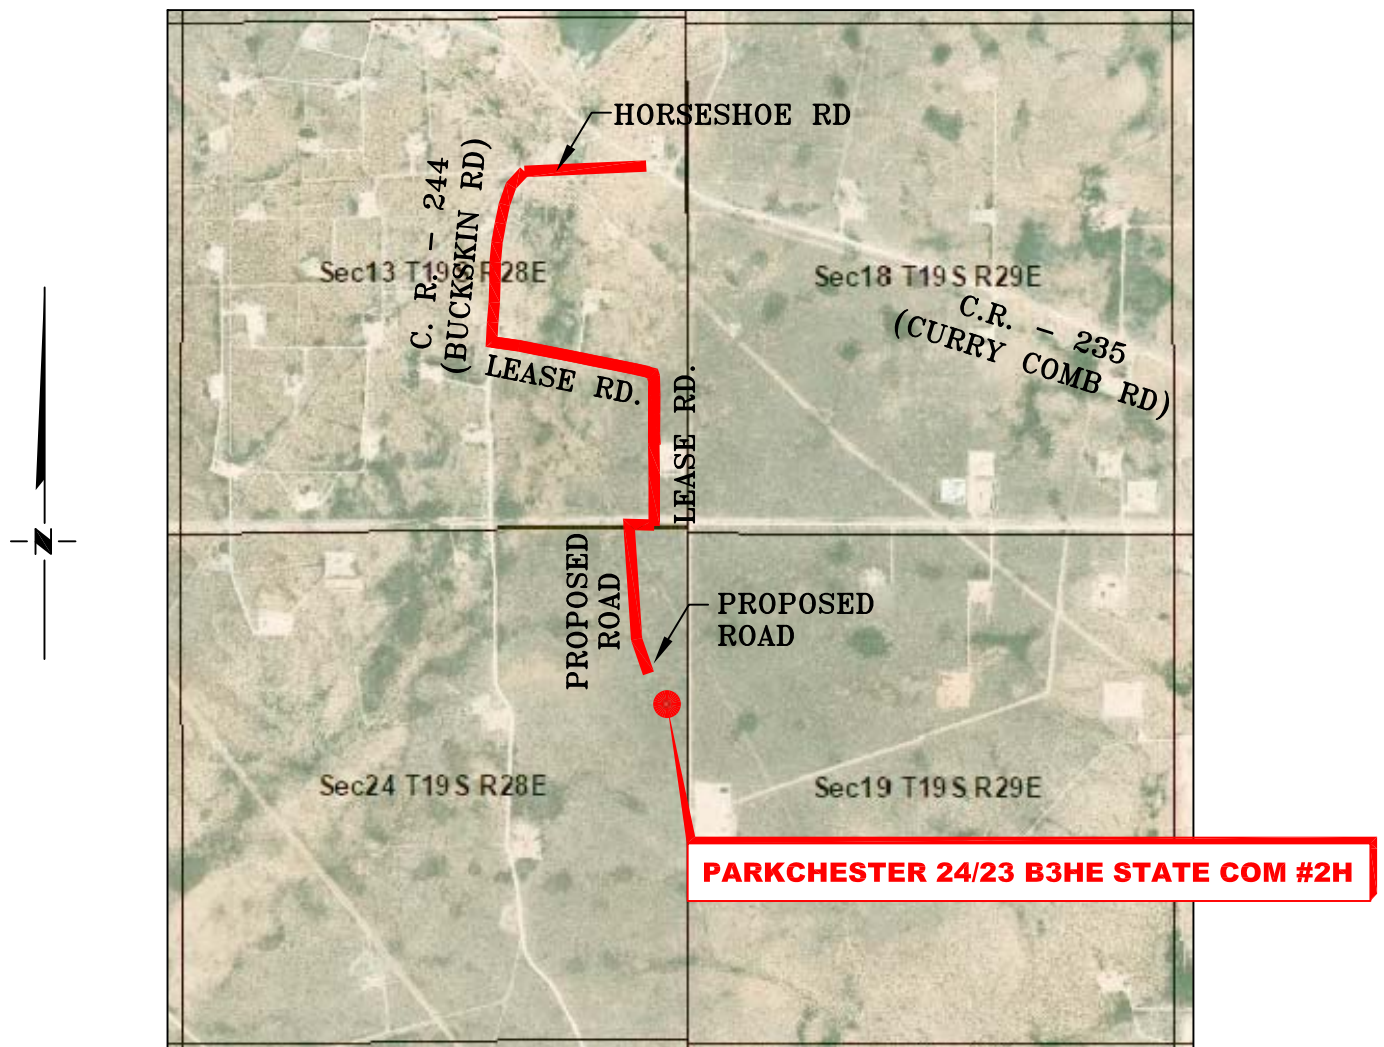 HORSESHOE RD
C. R. - 244
(BUCKSKIN RD)
Sec13 T19S R28E
Sec18 T19S R29E
C.R. - 235
(CURRY COMB RD)
LEASE RD.
LEASE RD.
N
PROPOSED
ROAD
PROPOSED
ROAD
Sec24 T19S R28E
Sec19 T19S R29E
PARKCHESTER 24/23 B3HE STATE COM #2H